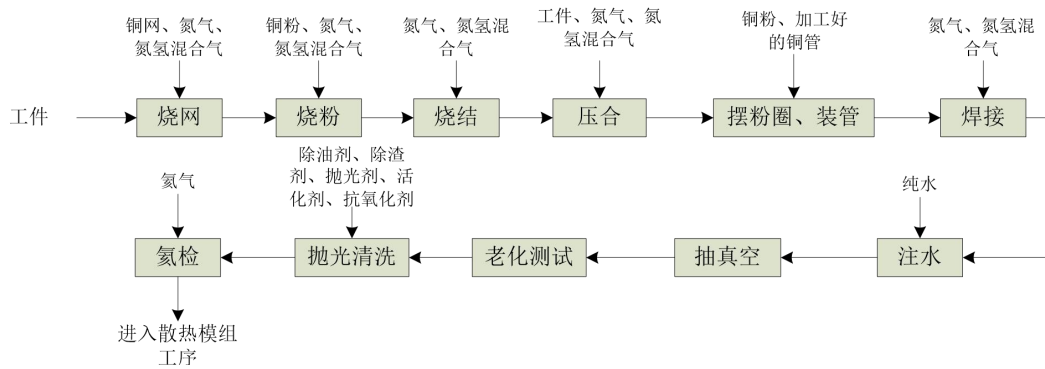 铜网、氮气、
氮氢混合气
铜粉、氮气、
氮氢混合气
氮气、氮氢混
合气
工件、氮气、氮
氢混合气
铜粉、加工好
的铜管
氮气、氮氢混
合气
工件
烧网
烧粉
烧结
压合
摆粉圈、装管
焊接
氦气
除油剂、除渣
剂、抛光剂、活
化剂、抗氧化剂
纯水
氦检
抛光清洗
老化测试
抽真空
注水
进入散热模组
工序